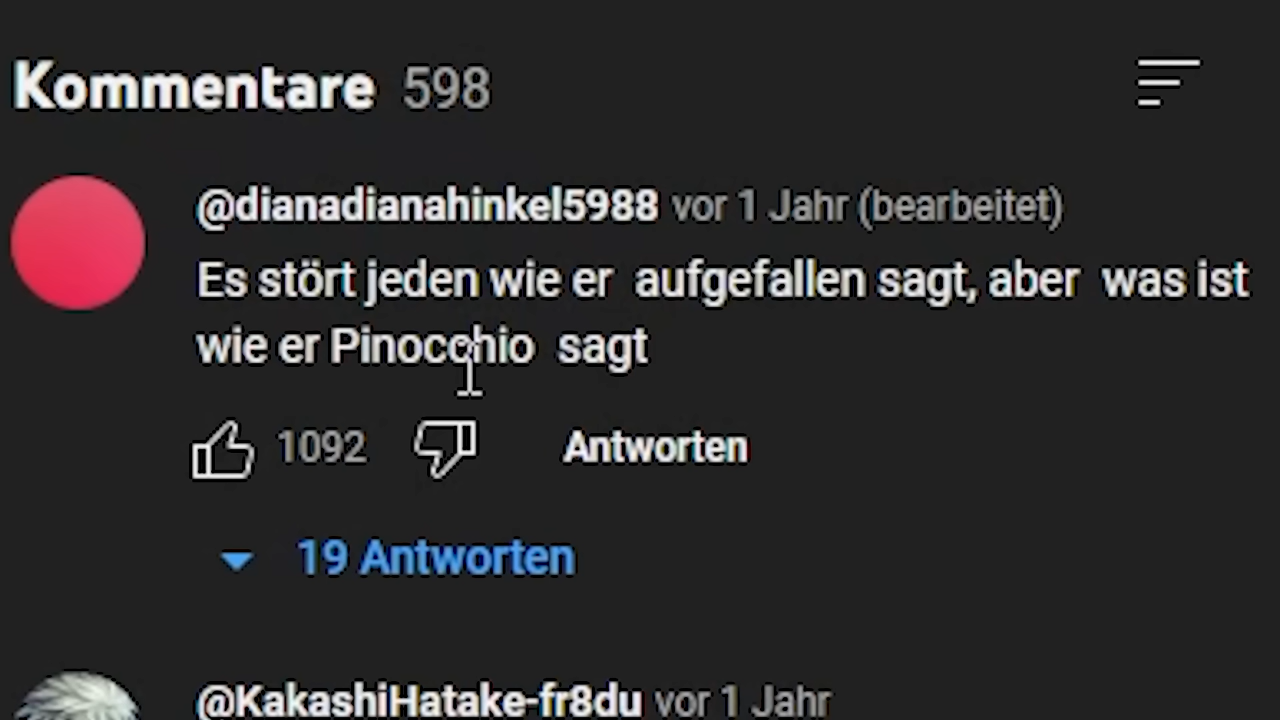 Kommentare 598
@dianadianahinkel5988 vor 1 Jahr (bearbeitet)
Es stört jeden wie er aufgefallen sagt, aber was ist
wie er Pinocchio sagt
1092 Antworten
19 Antworten
@KakashiHatake-fr8du vor 1 Jahr